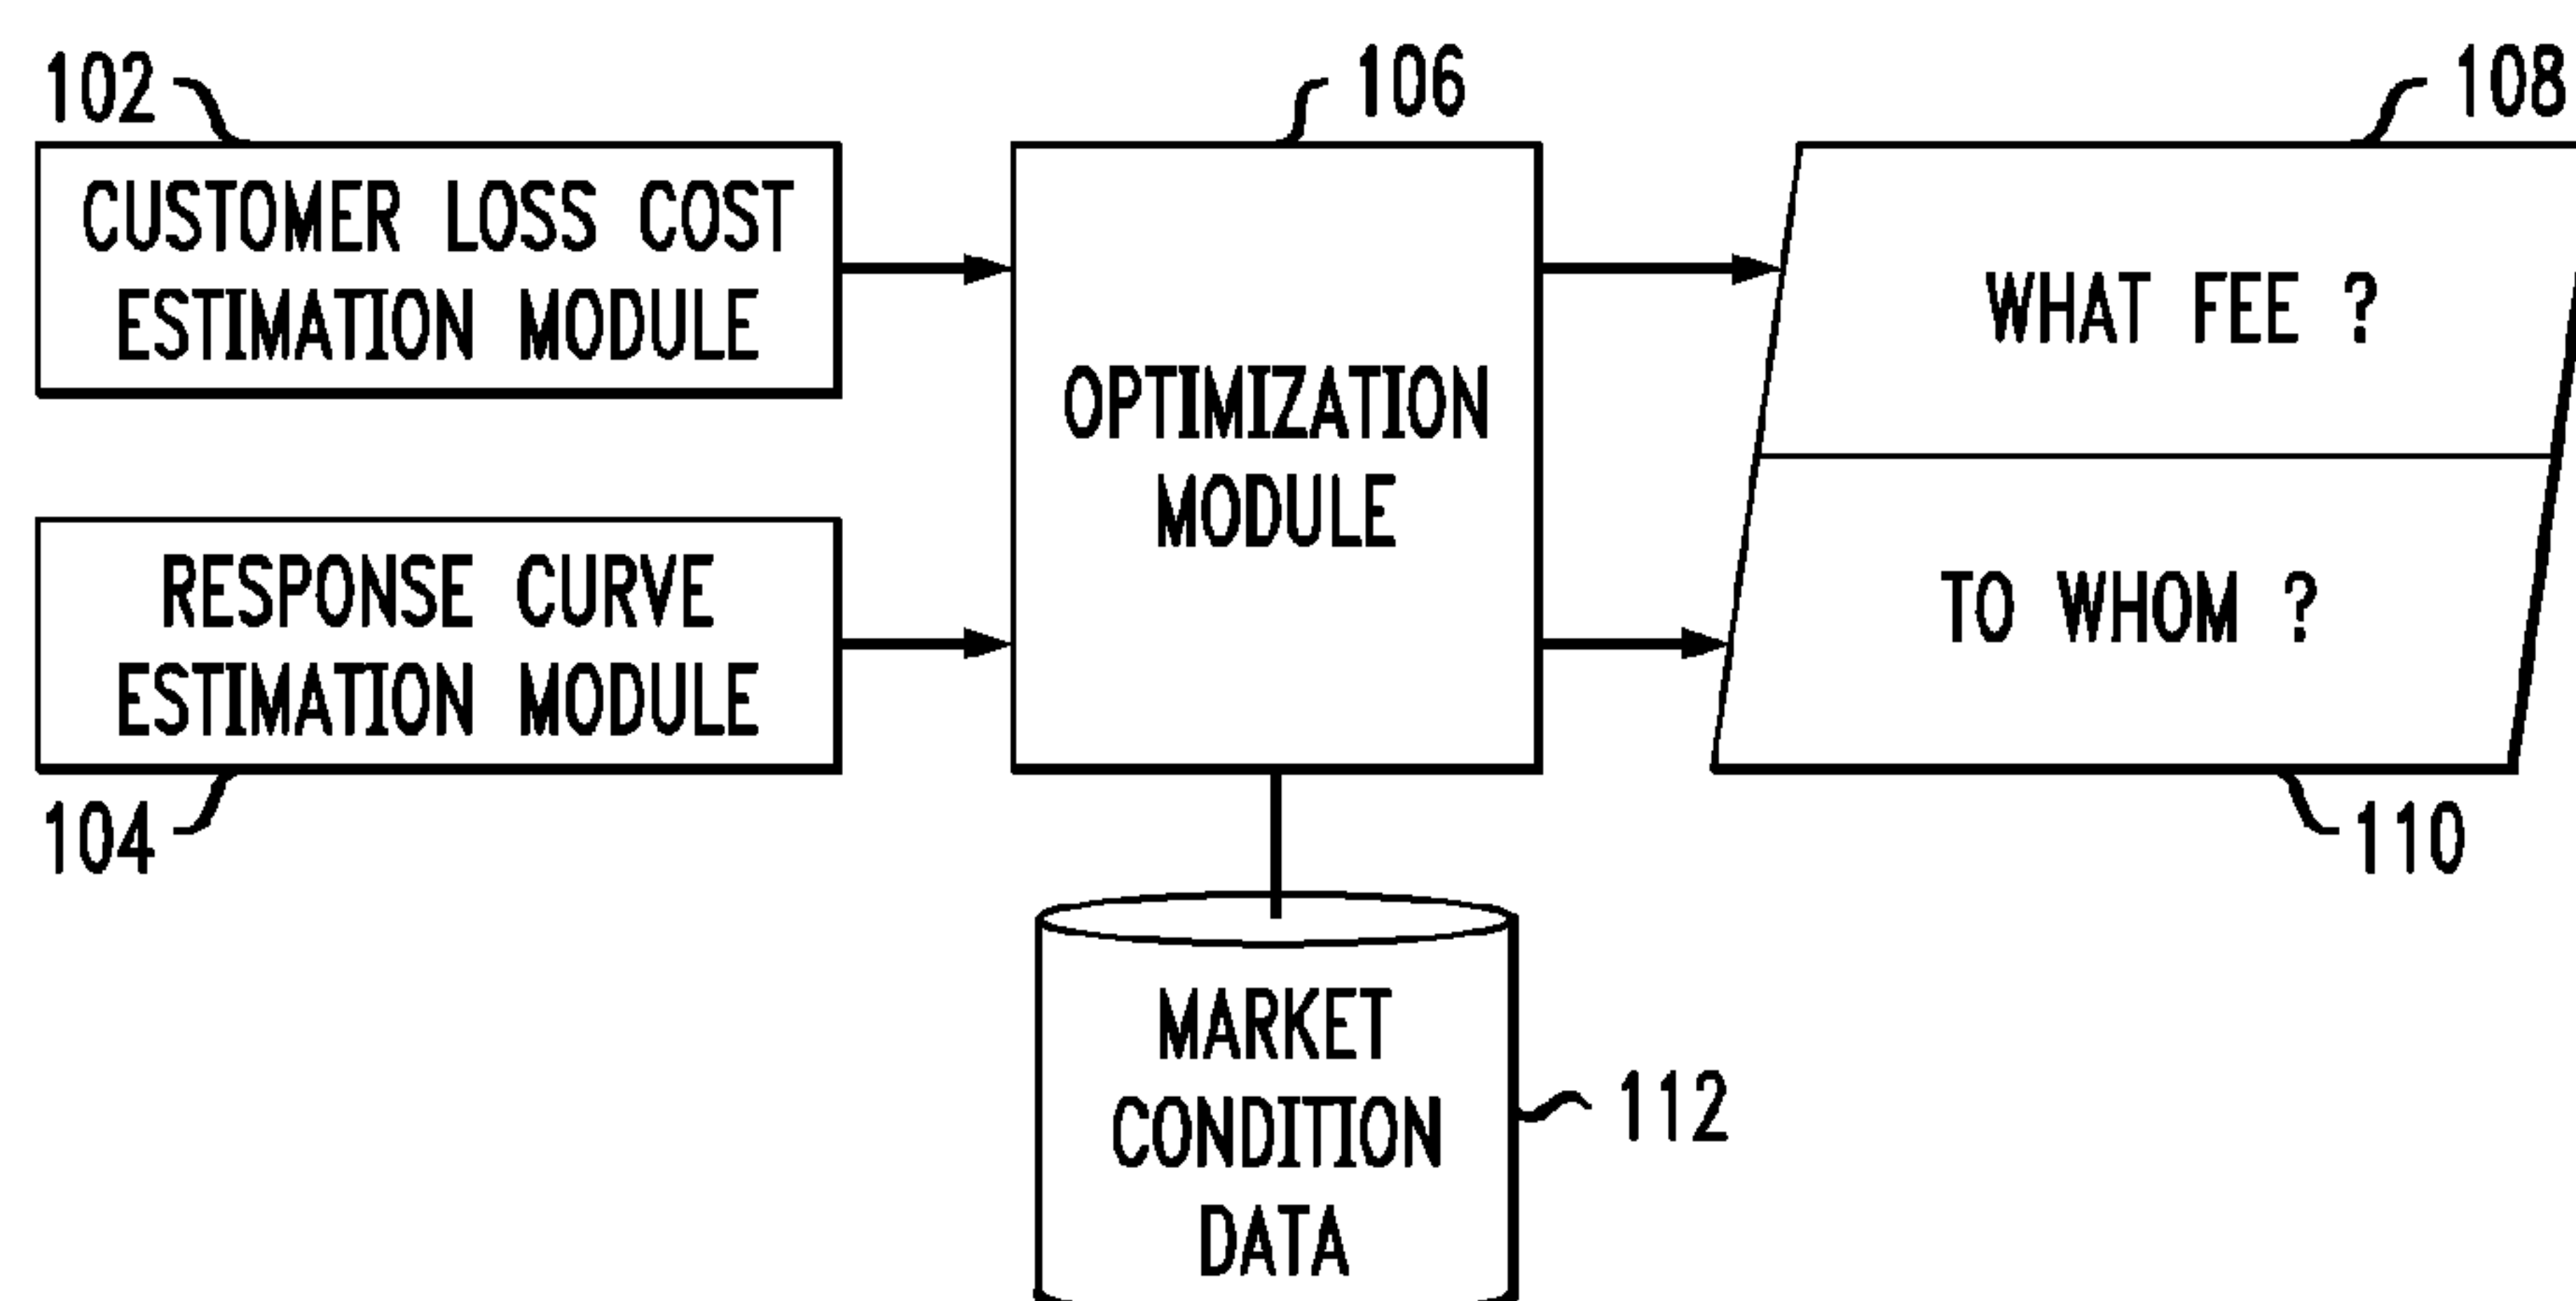 102
106
108
CUSTOMER LOSS COST
ESTIMATION MODULE
OPTIMIZATION
MODULE
WHAT FEE ?
TO WHOM ?
RESPONSE CURVE
ESTIMATION MODULE
104
110
MARKET
CONDITION
DATA
112